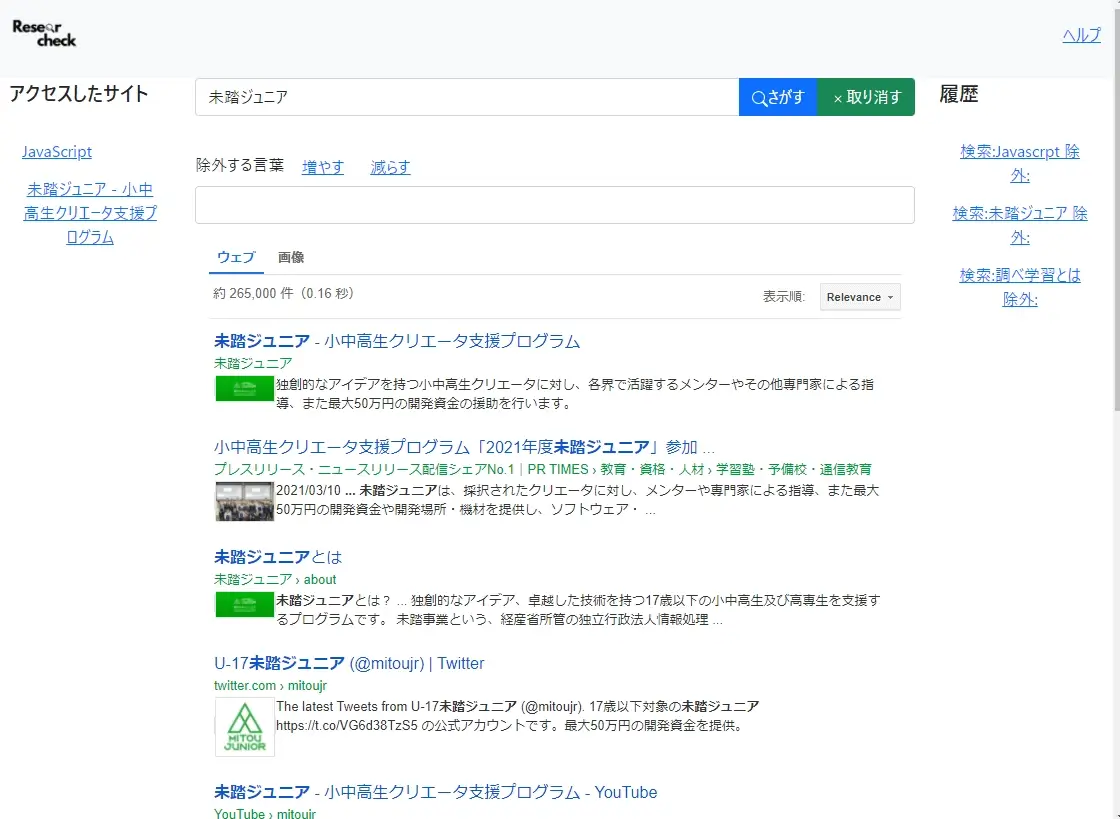 Resear
check
ヘルプ
アクセスしたサイト
未踏ジュニア
さがす
×取り消す
履歴
JavaScript
未踏ジュニア - 小中
高生クリエータ支援プ
ログラム
除外する言葉 増やす 減らす
検索:Javascrpt 除
外:
検索:未踏ジュニア 除
外:
検索:調べ学習とは
除外:
ウェブ 画像
約 265,000 件（0.16 秒）
表示順: Relevance
未踏ジュニア - 小中高生クリエータ支援プログラム
未踏ジュニア
独創的なアイデアを持つ小中高生クリエータに対し、各界で活躍するメンターやその他専門家による指
導、また最大50万円の開発資金の援助を行います。
小中高生クリエータ支援プログラム「2021年度未踏ジュニア」参加 ...
プレスリリース・ニュースリリース配信シェアNo.1｜PR TIMES › 教育・資格・人材 › 学習塾・予備校・通信教育
2021/03/10 ... 未踏ジュニアは、採択されたクリエータに対し、メンターや専門家による指導、また最大
50万円の開発資金や開発場所・機材を提供し、ソフトウェア・ ...
未踏ジュニアとは
未踏ジュニア › about
未踏ジュニアとは？ ... 独創的なアイデア、卓越した技術を持つ17歳以下の小中高生及び高専生を支援す
るプログラムです。 未踏事業という、経産省所管の独立行政法人情報処理 ...
U-17未踏ジュニア (@mitoujr) | Twitter
twitter.com › mitoujr
The latest Tweets from U-17未踏ジュニア (@mitoujr). 17歳以下対象の未踏ジュニア
https://t.co/VG6d38TzS5 の公式アカウントです。最大50万円の開発資金を提供。
MITOU
JUNIOR
未踏ジュニア - 小中高生クリエータ支援プログラム - YouTube
YouTube › mitoujr